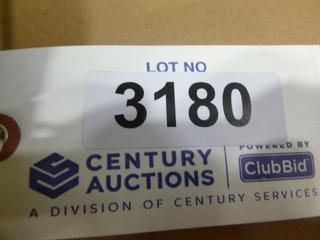 LOT NO
3180
CENTURY
AUCTIONS
POWERED BY
ClubBid
A DIVISION OF CENTURY SERVICES